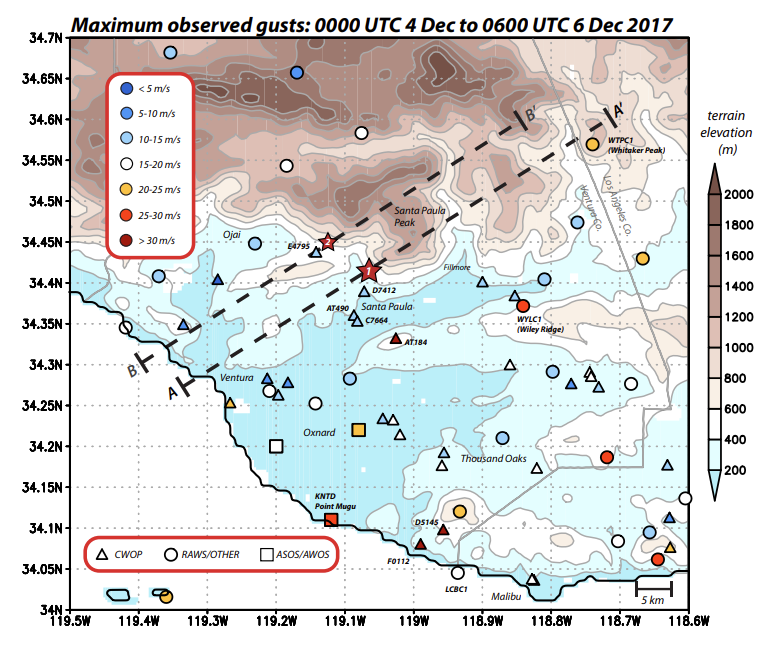 Maximum observed gusts: 0000 UTC 4 Dec to 0600 UTC 6 Dec 2017
34.7N
34.65N
34.6N
34.55N
34.5N
34.45N
34.4N
34.35N
34.3N
34.25N
34.2N
34.15N
34.1N
34.05N
34N
< 5 m/s
5-10 m/s
10-15 m/s
15-20 m/s
20-25 m/s
25-30 m/s
> 30 m/s
B'
A'
WTPC1
(Whitaker Peak)
Ventura Co.
Los Angeles Co.
Santa Paula
Peak
Ojai
E4795
2
1
Fillmore
D7412
AT490
Santa Paula
C7664
WYLC1
(Wiley Ridge)
AT184
B
A
Ventura
Oxnard
Thousand Oaks
KNTD
Point Mugu
D5145
F0112
LCBC1
Malibu
5 km
CWOP
RAWS/OTHER
ASOS/AWOS
119.5W
119.4W
119.3W
119.2W
119.1W
119W
118.9W
118.8W
118.7W
118.6W
terrain
elevation
(m)
2000
1800
1600
1400
1200
1000
800
600
400
200